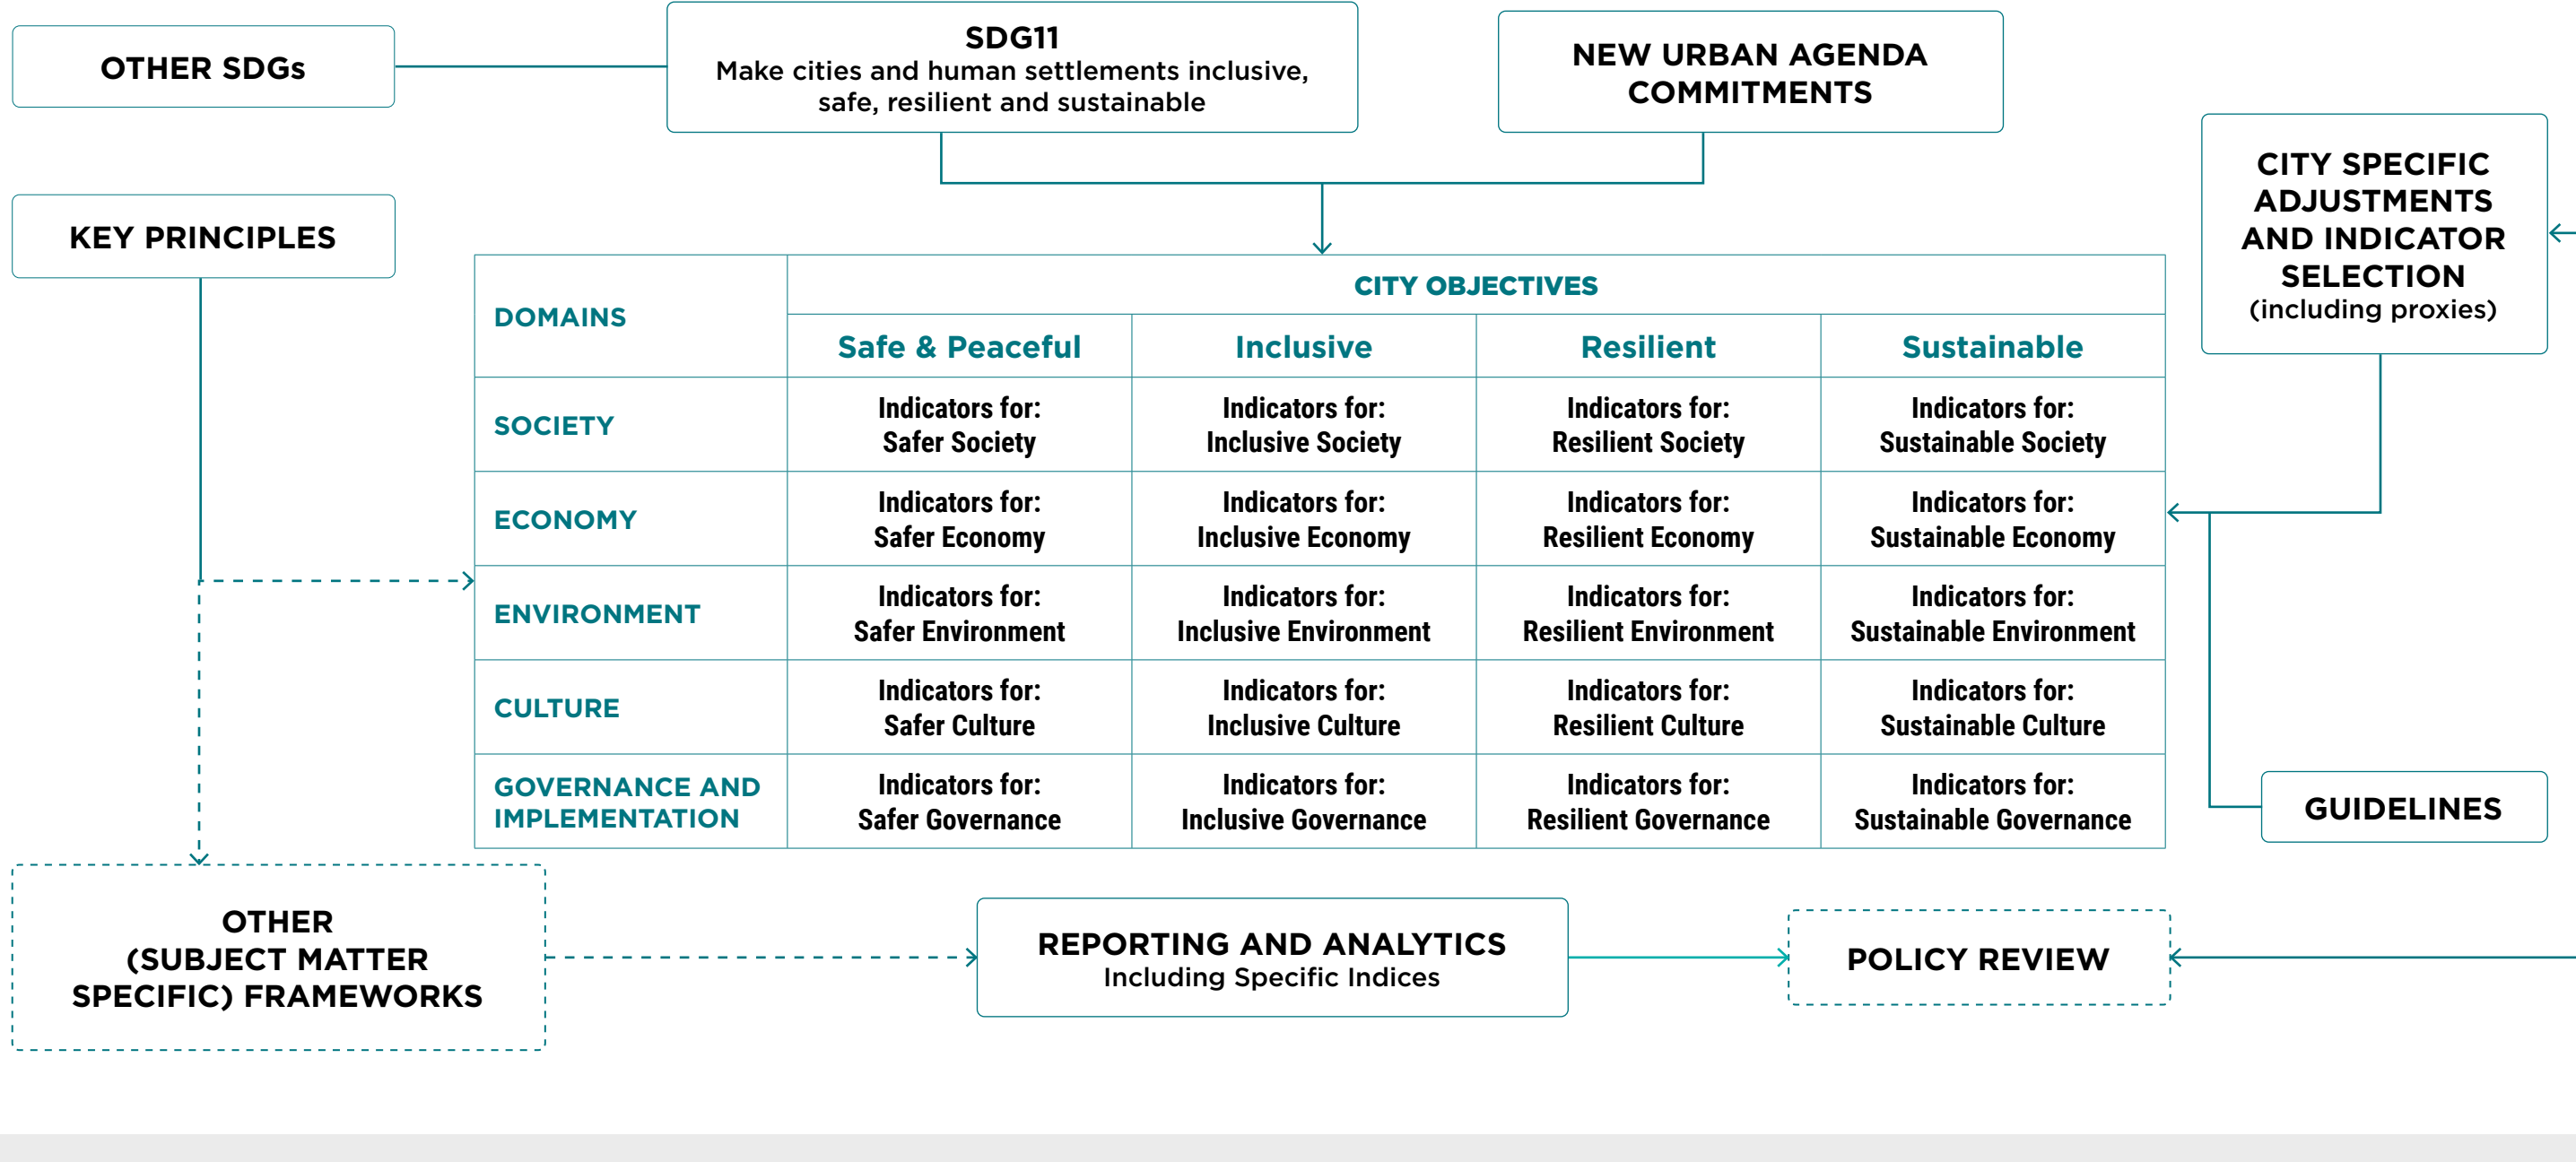 OTHER SDGs
SDG11
Make cities and human settlements inclusive,
safe, resilient and sustainable
NEW URBAN AGENDA
COMMITMENTS
CITY SPECIFIC
ADJUSTMENTS
AND INDICATOR
SELECTION
(including proxies)
KEY PRINCIPLES
DOMAINS
CITY OBJECTIVES
Safe & Peaceful
Inclusive
Resilient
Sustainable
SOCIETY
Indicators for:
Safer Society
Indicators for:
Inclusive Society
Indicators for:
Resilient Society
Indicators for:
Sustainable Society
ECONOMY
Indicators for:
Safer Economy
Indicators for:
Inclusive Economy
Indicators for:
Resilient Economy
Indicators for:
Sustainable Economy
ENVIRONMENT
Indicators for:
Safer Environment
Indicators for:
Inclusive Environment
Indicators for:
Resilient Environment
Indicators for:
Sustainable Environment
CULTURE
Indicators for:
Safer Culture
Indicators for:
Inclusive Culture
Indicators for:
Resilient Culture
Indicators for:
Sustainable Culture
GOVERNANCE AND
IMPLEMENTATION
Indicators for:
Safer Governance
Indicators for:
Inclusive Governance
Indicators for:
Resilient Governance
Indicators for:
Sustainable Governance
GUIDELINES
OTHER
(SUBJECT MATTER
SPECIFIC) FRAMEWORKS
REPORTING AND ANALYTICS
Including Specific Indices
POLICY REVIEW